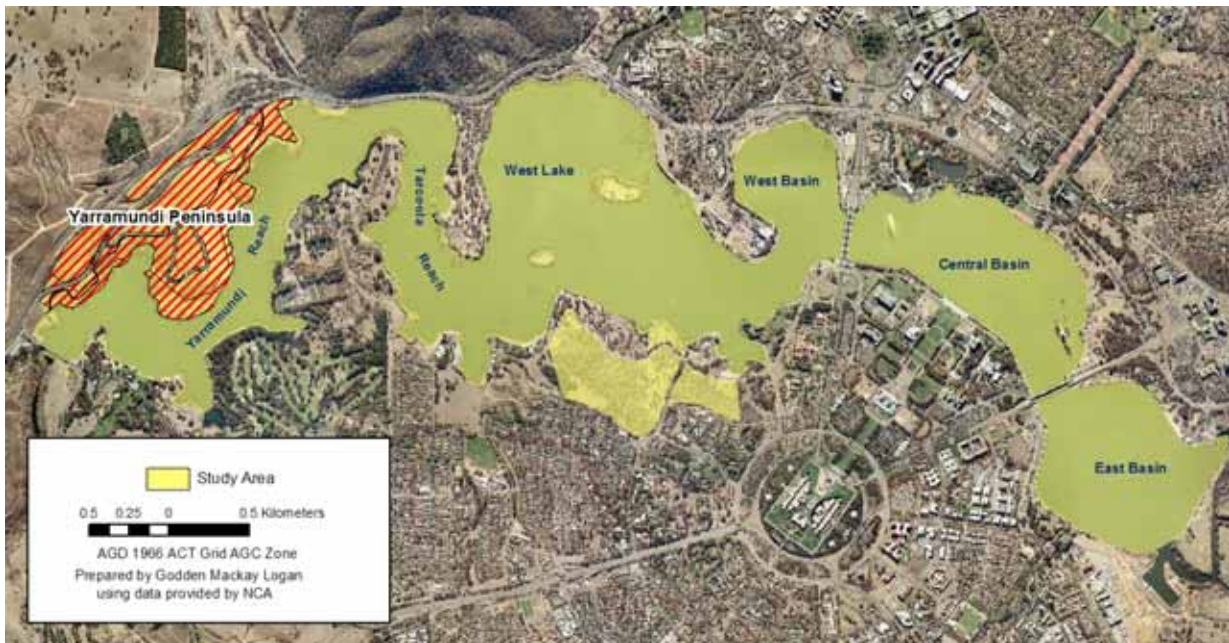 West Lake
West Basin
Tarcoola
Reach
Yarramundi Peninsula
Reach
Yarramundi
Central Basin
East Basin
Study Area
0.5 0.25 0 0.5 Kilometers
AGD 1966 ACT Grid AGC Zone
Prepared by Godden Mackay Logan
using data provided by NCA